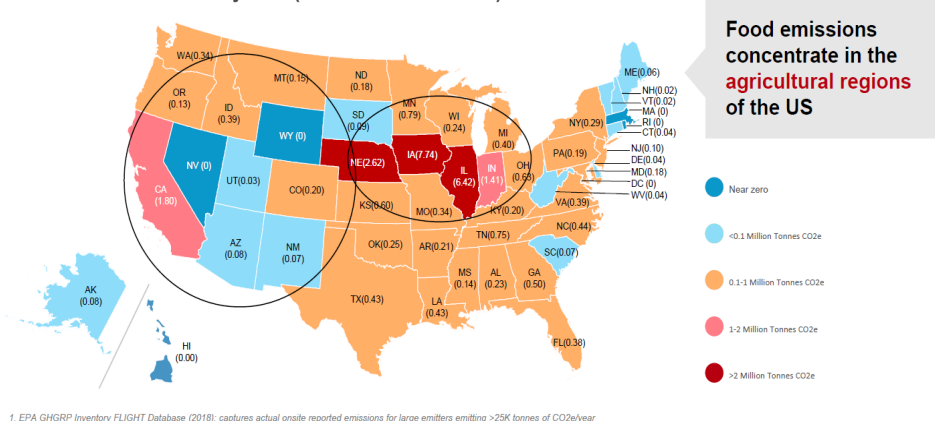 Food emissions
concentrate in the
agricultural regions
of the US
WA(0.34)
OR
(0.13)
ID
(0.39)
MT(0.15)
ND
(0.18)
MN
(0.79)
SD
(0.09)
WI
(0.24)
MI
(0.40)
WY (0)
NV (0)
CA
(1.80)
UT(0.03)
CO(0.20)
NE(2.62)
IA(7.74)
IL
(6.42)
IN
(1.41)
OH
(0.63)
KS(0.60)
MO(0.34)
KY(0.20)
AZ
(0.08)
NM
(0.07)
OK(0.25)
AR(0.21)
TN(0.75)
TX(0.43)
LA
(0.43)
MS
(0.14)
AL
(0.23)
GA
(0.50)
FL(0.38)
SC(0.07)
NC(0.44)
VA(0.39)
PA(0.19)
NY(0.29)
ME(0.06)
NH(0.02)
VT(0.02)
MA (0)
RI (0)
CT(0.04)
NJ(0.10)
DE(0.04)
MD(0.18)
DC (0)
WV(0.04)
AK
(0.08)
HI
(0.00)
Near zero
<0.1 Million Tonnes CO2e
0.1-1 Million Tonnes CO2e
1-2 Million Tonnes CO2e
>2 Million Tonnes CO2e
1. EPA GHGRP Inventory FLIGHT Database (2018); captures actual onsite reported emissions for large emitters emitting >25K tonnes of CO2e/year